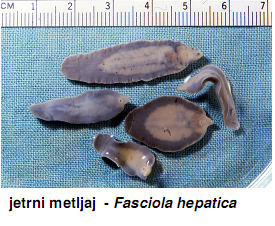 CM 1 2 3 4 5 6 7
jetrni metljaj - Fasciola hepatica